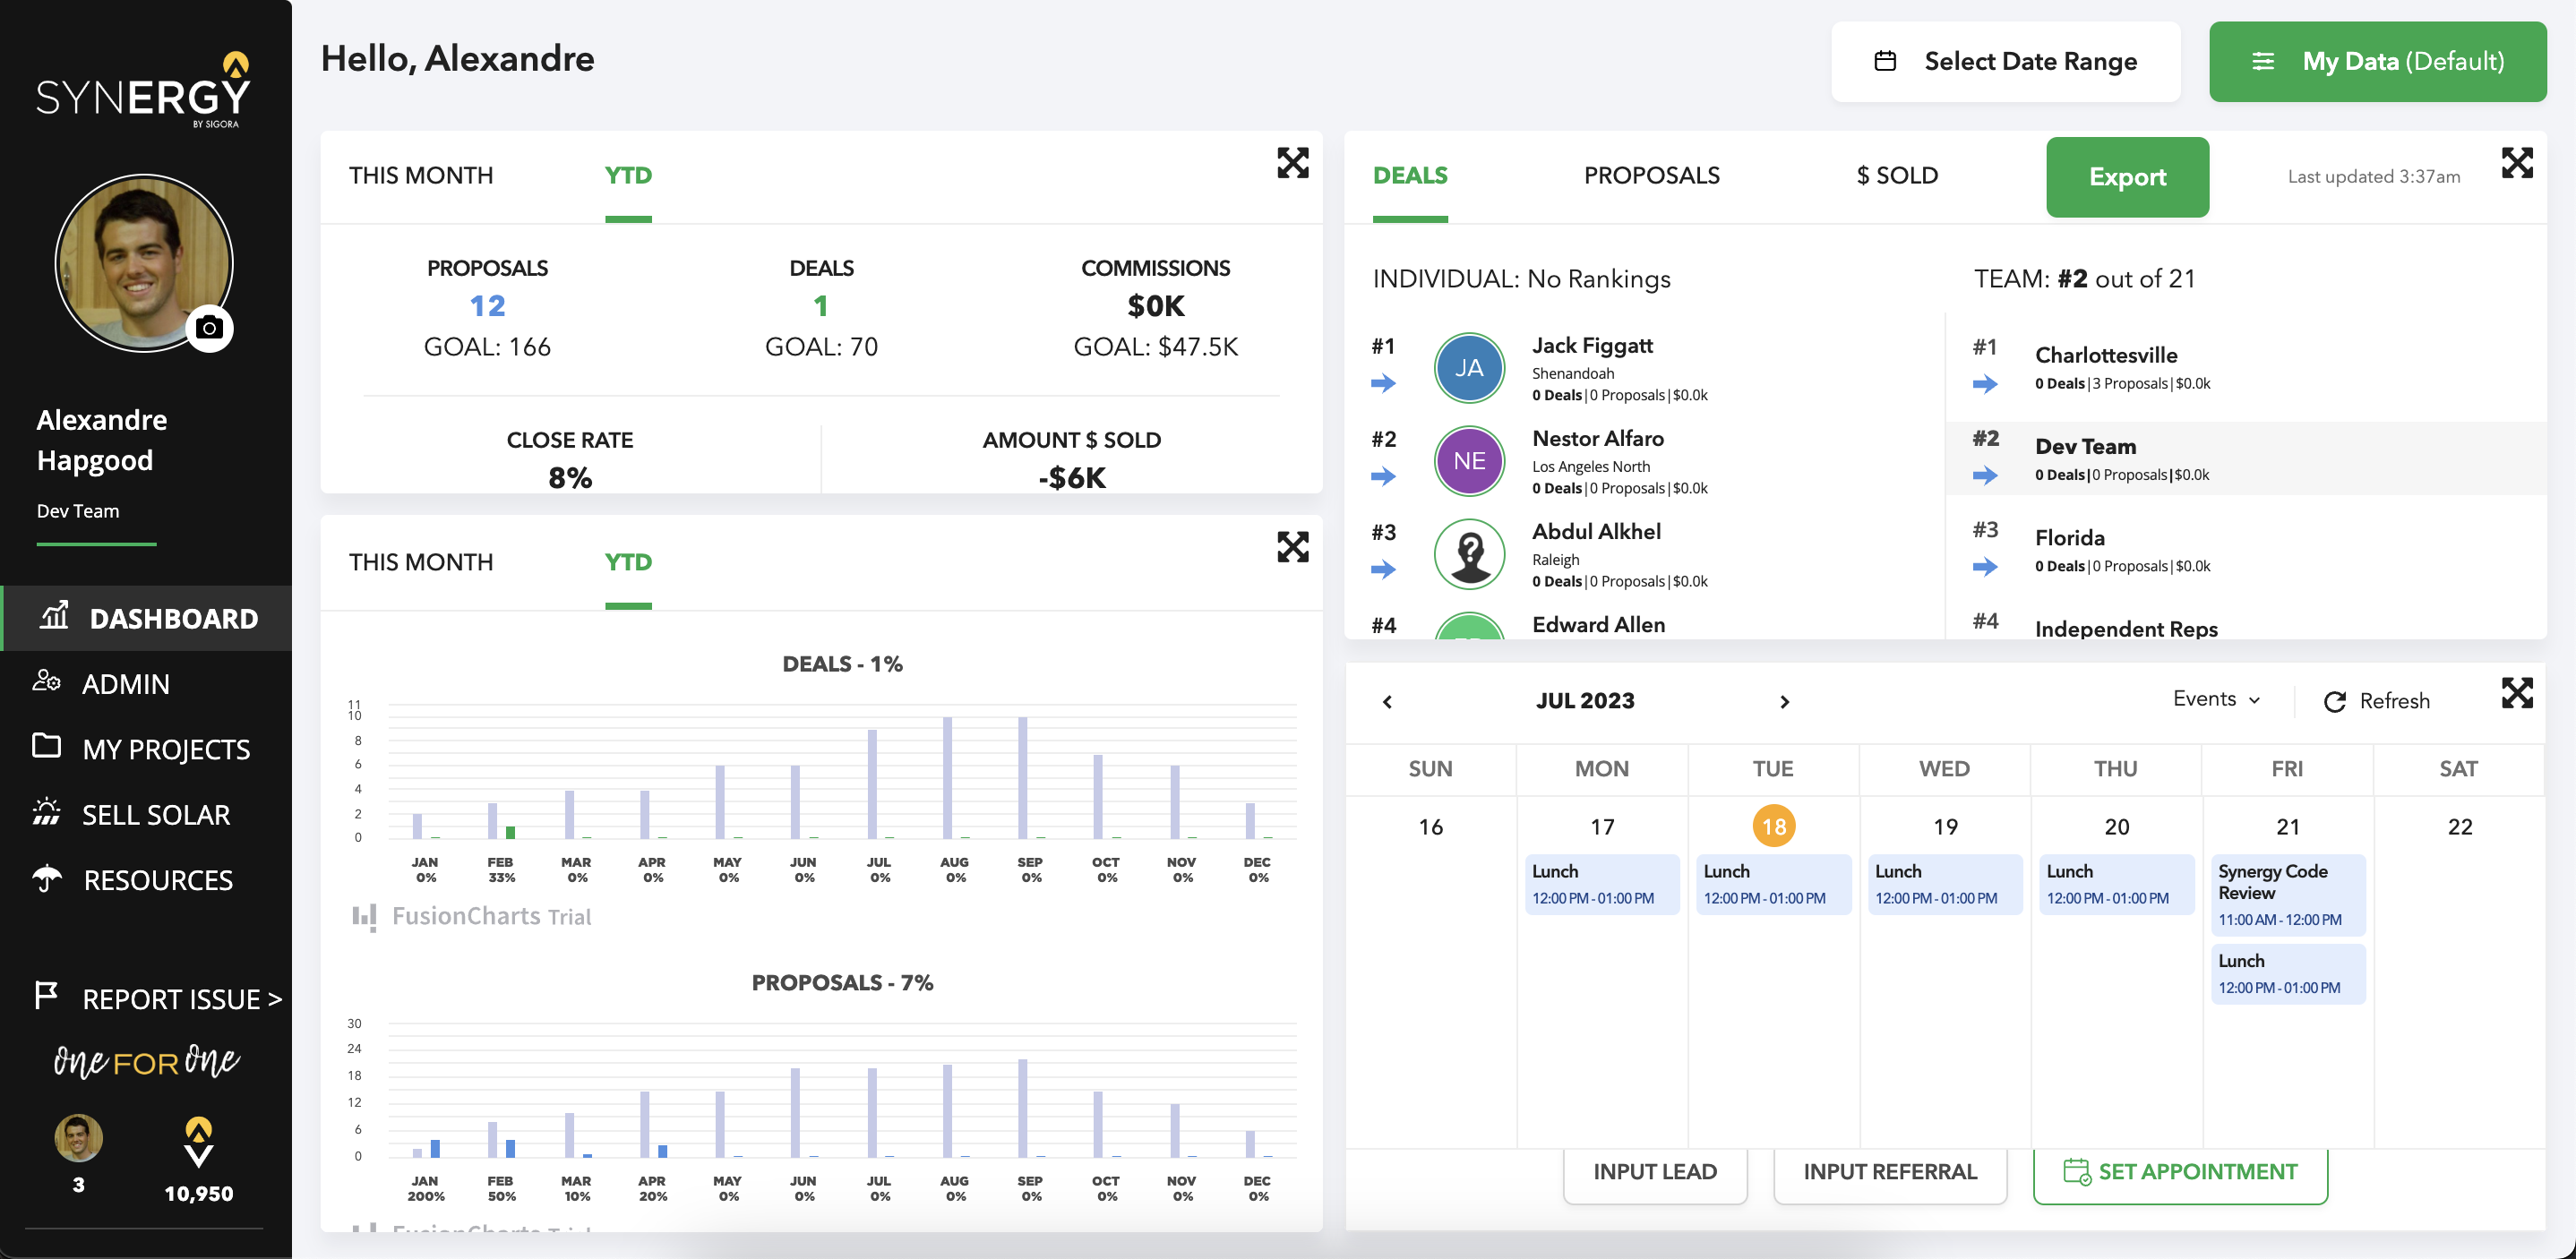 SYNERGY
BY SIGORA
Alexandre
Hapgood
Dev Team
DASHBOARD
ADMIN
MY PROJECTS
SELL SOLAR
RESOURCES
REPORT ISSUE >
one FOR one
3
10,950
Hello, Alexandre
Select Date Range
My Data (Default)
THIS MONTH
YTD
PROPOSALS
12
GOAL: 166
DEALS
1
GOAL: 70
COMMISSIONS
$0K
GOAL: $47.5K
CLOSE RATE
8%
AMOUNT $ SOLD
-$6K
THIS MONTH
YTD
DEALS - 1%
11
10
8
6
4
2
0
JAN FEB MAR APR MAY JUN JUL AUG SEP OCT NOV DEC
0% 33% 0% 0% 0% 0% 0% 0% 0% 0% 0% 0%
FusionCharts Trial
PROPOSALS - 7%
30
24
18
12
6
0
JAN FEB MAR APR MAY JUN JUL AUG SEP OCT NOV DEC
200% 50% 10% 20% 0% 0% 0% 0% 0% 0% 0% 0%
FusionCharts Trial
DEALS
PROPOSALS
$ SOLD
Export
Last updated 3:37am
INDIVIDUAL: No Rankings
#1
JA
Jack Figgatt
Shenandoah
0 Deals|0 Proposals|$0.0k
#2
NE
Nestor Alfaro
Los Angeles North
0 Deals|0 Proposals|$0.0k
#3
Abdul Alkhel
Raleigh
0 Deals|0 Proposals|$0.0k
#4
Edward Allen
TEAM: #2 out of 21
#1
Charlottesville
0 Deals|3 Proposals|$0.0k
#2
Dev Team
0 Deals|0 Proposals|$0.0k
#3
Florida
0 Deals|0 Proposals|$0.0k
#4
Independent Reps
JUL 2023
Events
Refresh
SUN MON TUE WED THU FRI SAT
16 17 18 19 20 21 22
Lunch
12:00 PM - 01:00 PM
Lunch
12:00 PM - 01:00 PM
Lunch
12:00 PM - 01:00 PM
Lunch
12:00 PM - 01:00 PM
Synergy Code
Review
11:00 AM - 12:00 PM
Lunch
12:00 PM - 01:00 PM
INPUT LEAD
INPUT REFERRAL
SET APPOINTMENT